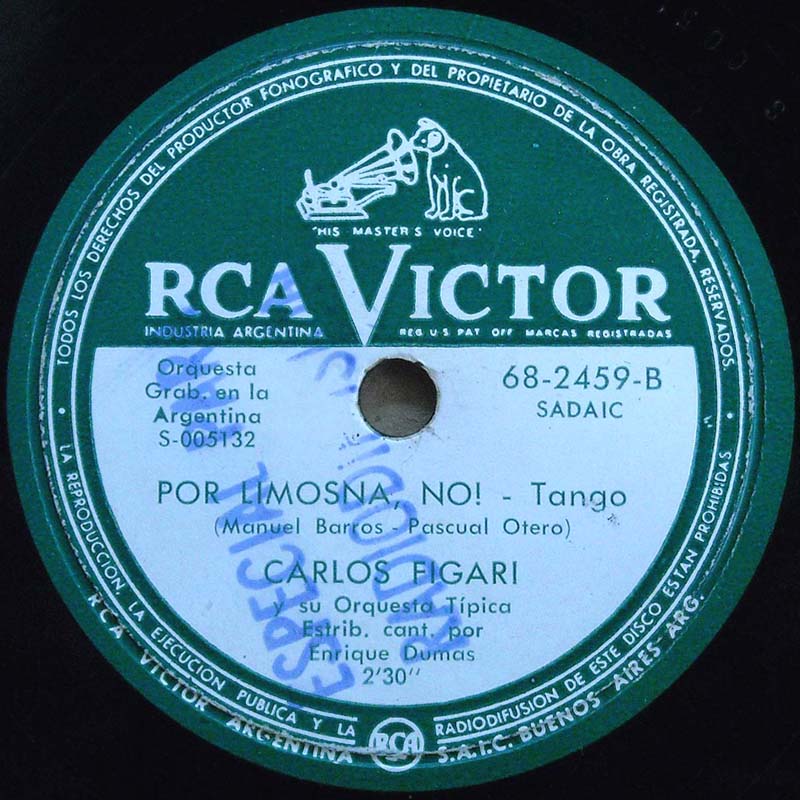 TODOS LOS DERECHOS DEL PRODUCTOR FONOGRAFICO Y DEL PROPIETARIO DE LA OBRA REGISTRADA, RESERVADOS.
"HIS MASTER'S VOICE"
RCA VICTOR
INDUSTRIA ARGENTINA
REG. U.S. PAT. OFF. MARCAS REGISTRADAS
Orquesta
Grab. en la
Argentina
S-005132
68-2459-B
SADAIC
POR LIMOSNA, NO! - Tango
(Manuel Barros - Pascual Otero)
CARLOS FIGARI
y su Orquesta Típica
Estrib. cant. por
Enrique Dumas
2'30"
ESPECIAL
RADIODI
LA REPRODUCCION, LA EJECUCION PUBLICA Y LA RADIODIFUSION DE ESTE DISCO ESTAN PROHIBIDAS
RCA VICTOR ARGENTINA S.A.I.C. BUENOS AIRES ARG.
RCA